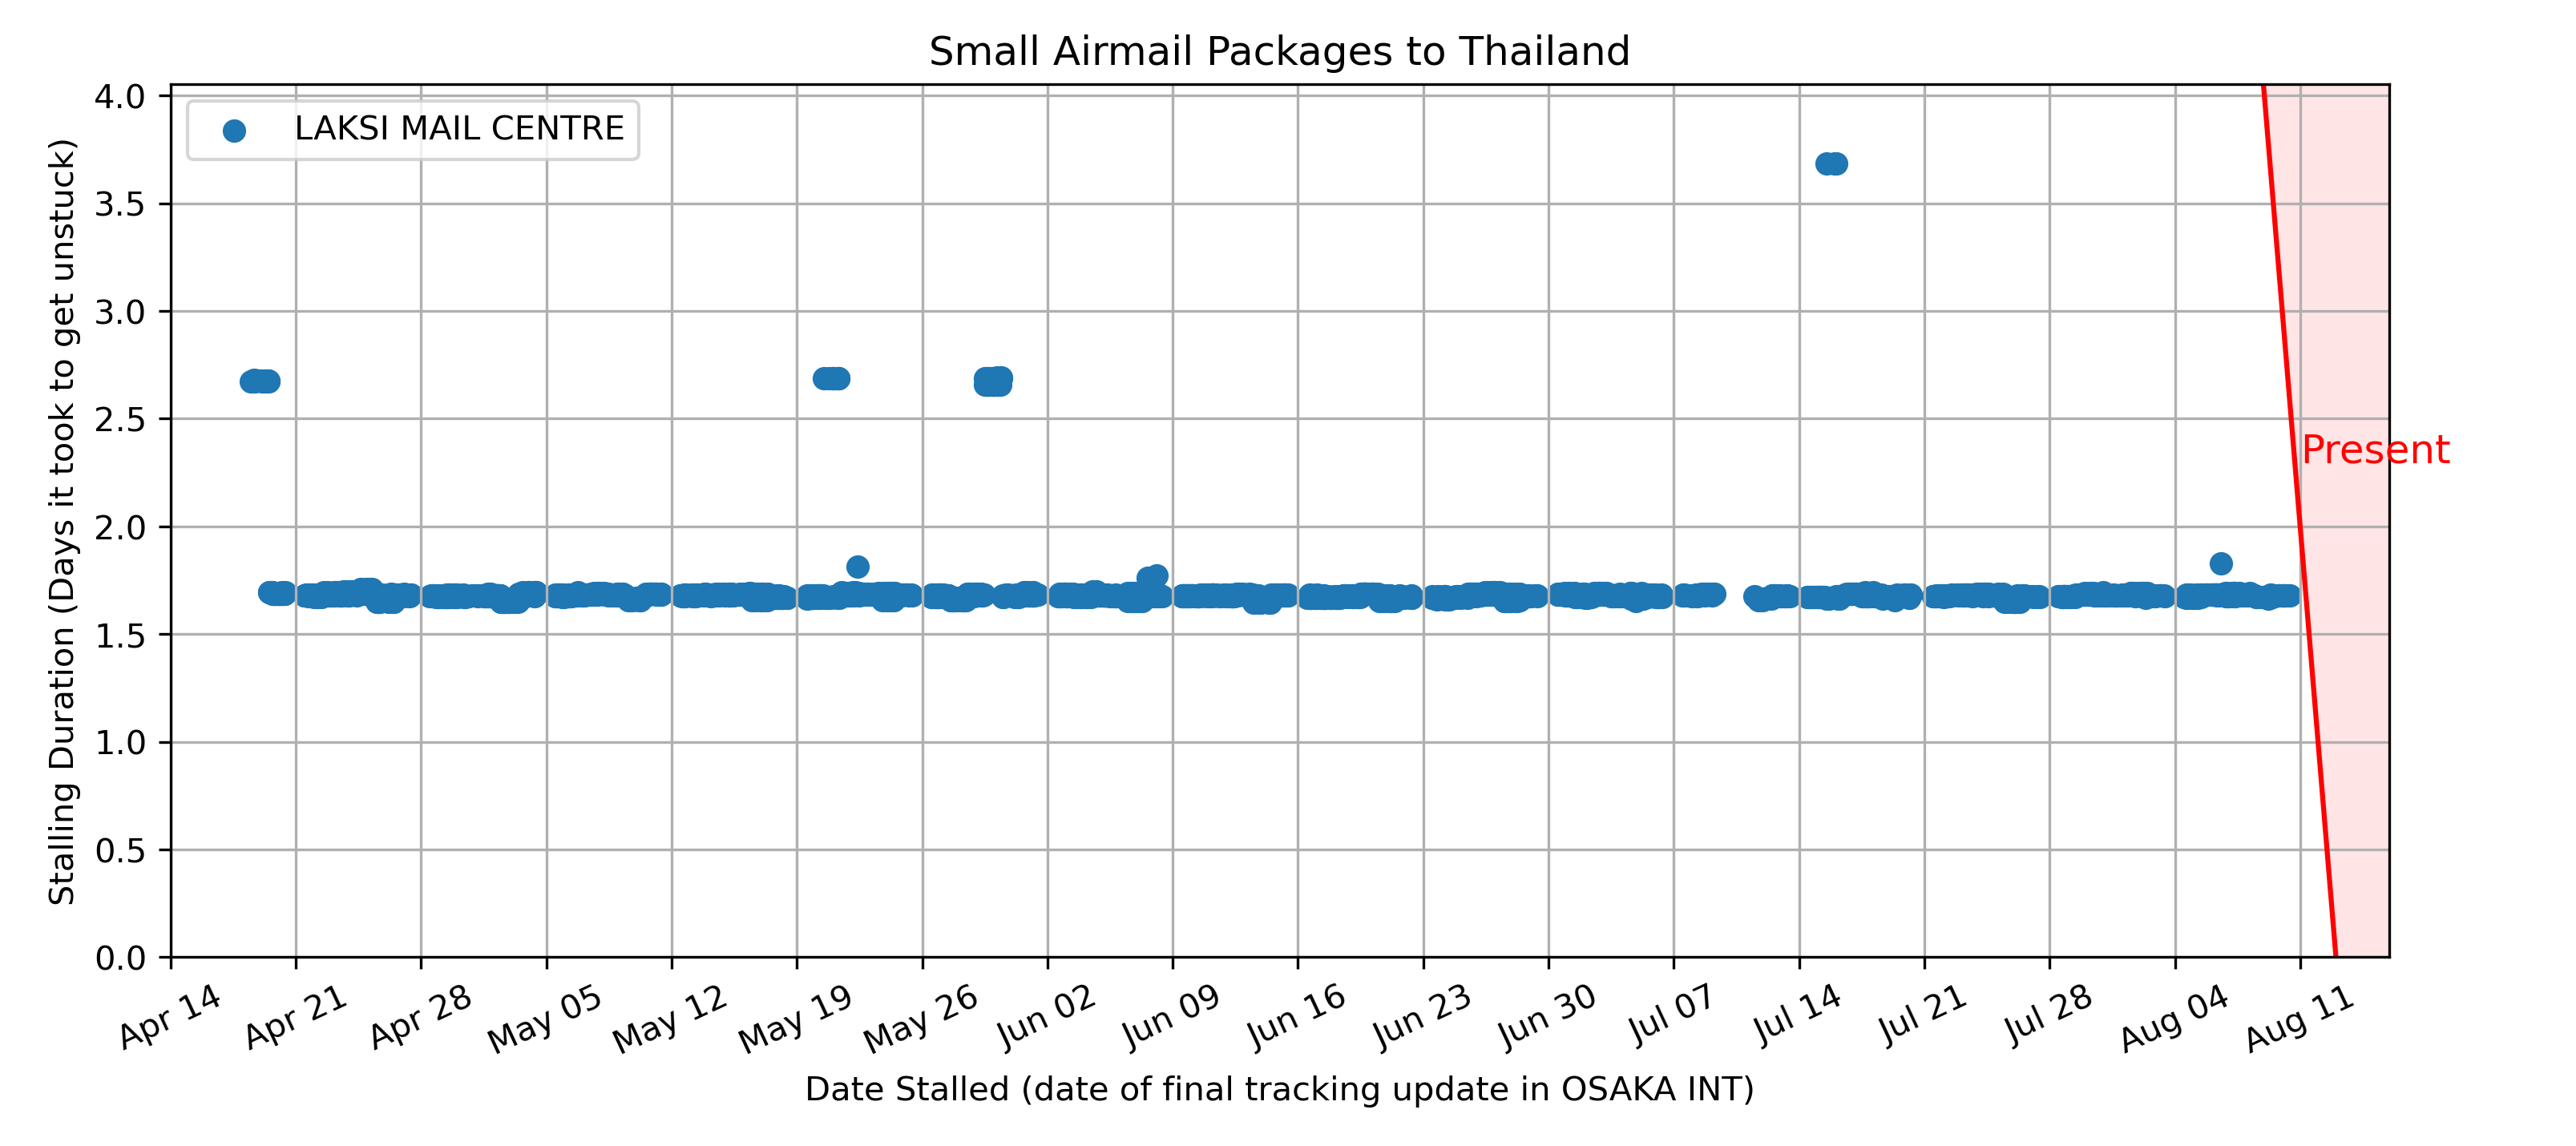 Small Airmail Packages to Thailand
LAKSI MAIL CENTRE
Stalling Duration (Days it took to get unstuck)
4.0
3.5
3.0
2.5
2.0
1.5
1.0
0.5
0.0
Present
Apr 14
Apr 21
Apr 28
May 05
May 12
May 19
May 26
Jun 02
Jun 09
Jun 16
Jun 23
Jun 30
Jul 07
Jul 14
Jul 21
Jul 28
Aug 04
Aug 11
Date Stalled (date of final tracking update in OSAKA INT)